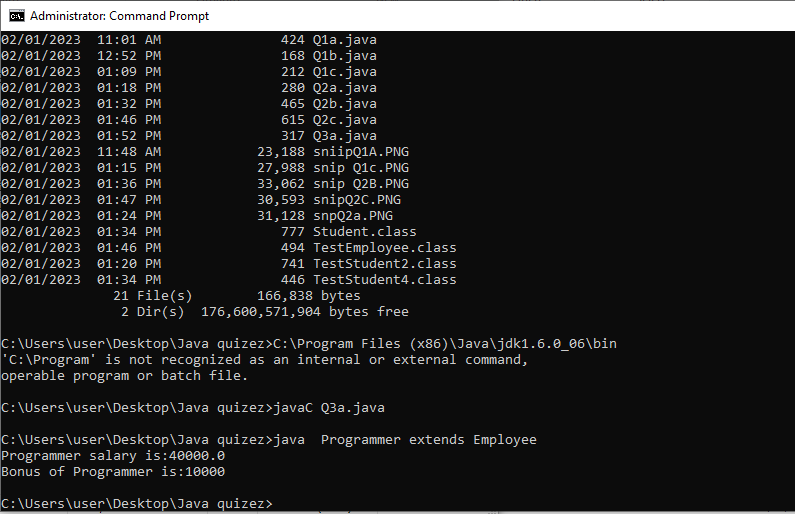 Administrator: Command Prompt
02/01/2023  11:01 AM               424 Q1a.java
02/01/2023  12:52 PM               168 Q1b.java
02/01/2023  01:09 PM               212 Q1c.java
02/01/2023  01:18 PM               280 Q2a.java
02/01/2023  01:32 PM               465 Q2b.java
02/01/2023  01:46 PM               615 Q2c.java
02/01/2023  01:52 PM               317 Q3a.java
02/01/2023  11:48 AM            23,188 sniipQ1A.PNG
02/01/2023  01:15 PM            27,988 snip Q1c.PNG
02/01/2023  01:36 PM            33,062 snip Q2B.PNG
02/01/2023  01:47 PM            30,593 snipQ2C.PNG
02/01/2023  01:24 PM            31,128 snpQ2a.PNG
02/01/2023  01:34 PM               777 Student.class
02/01/2023  01:46 PM               494 TestEmployee.class
02/01/2023  01:20 PM               741 TestStudent2.class
02/01/2023  01:34 PM               446 TestStudent4.class
21 File(s)        166,838 bytes
2 Dir(s)  176,600,571,904 bytes free
C:\Users\user\Desktop\Java quizez>C:\Program Files (x86)\Java\jdk1.6.0_06\bin
'C:\Program' is not recognized as an internal or external command,
operable program or batch file.
C:\Users\user\Desktop\Java quizez>javaC Q3a.java
C:\Users\user\Desktop\Java quizez>java  Programmer extends Employee
Programmer salary is:40000.0
Bonus of Programmer is:10000
C:\Users\user\Desktop\Java quizez>